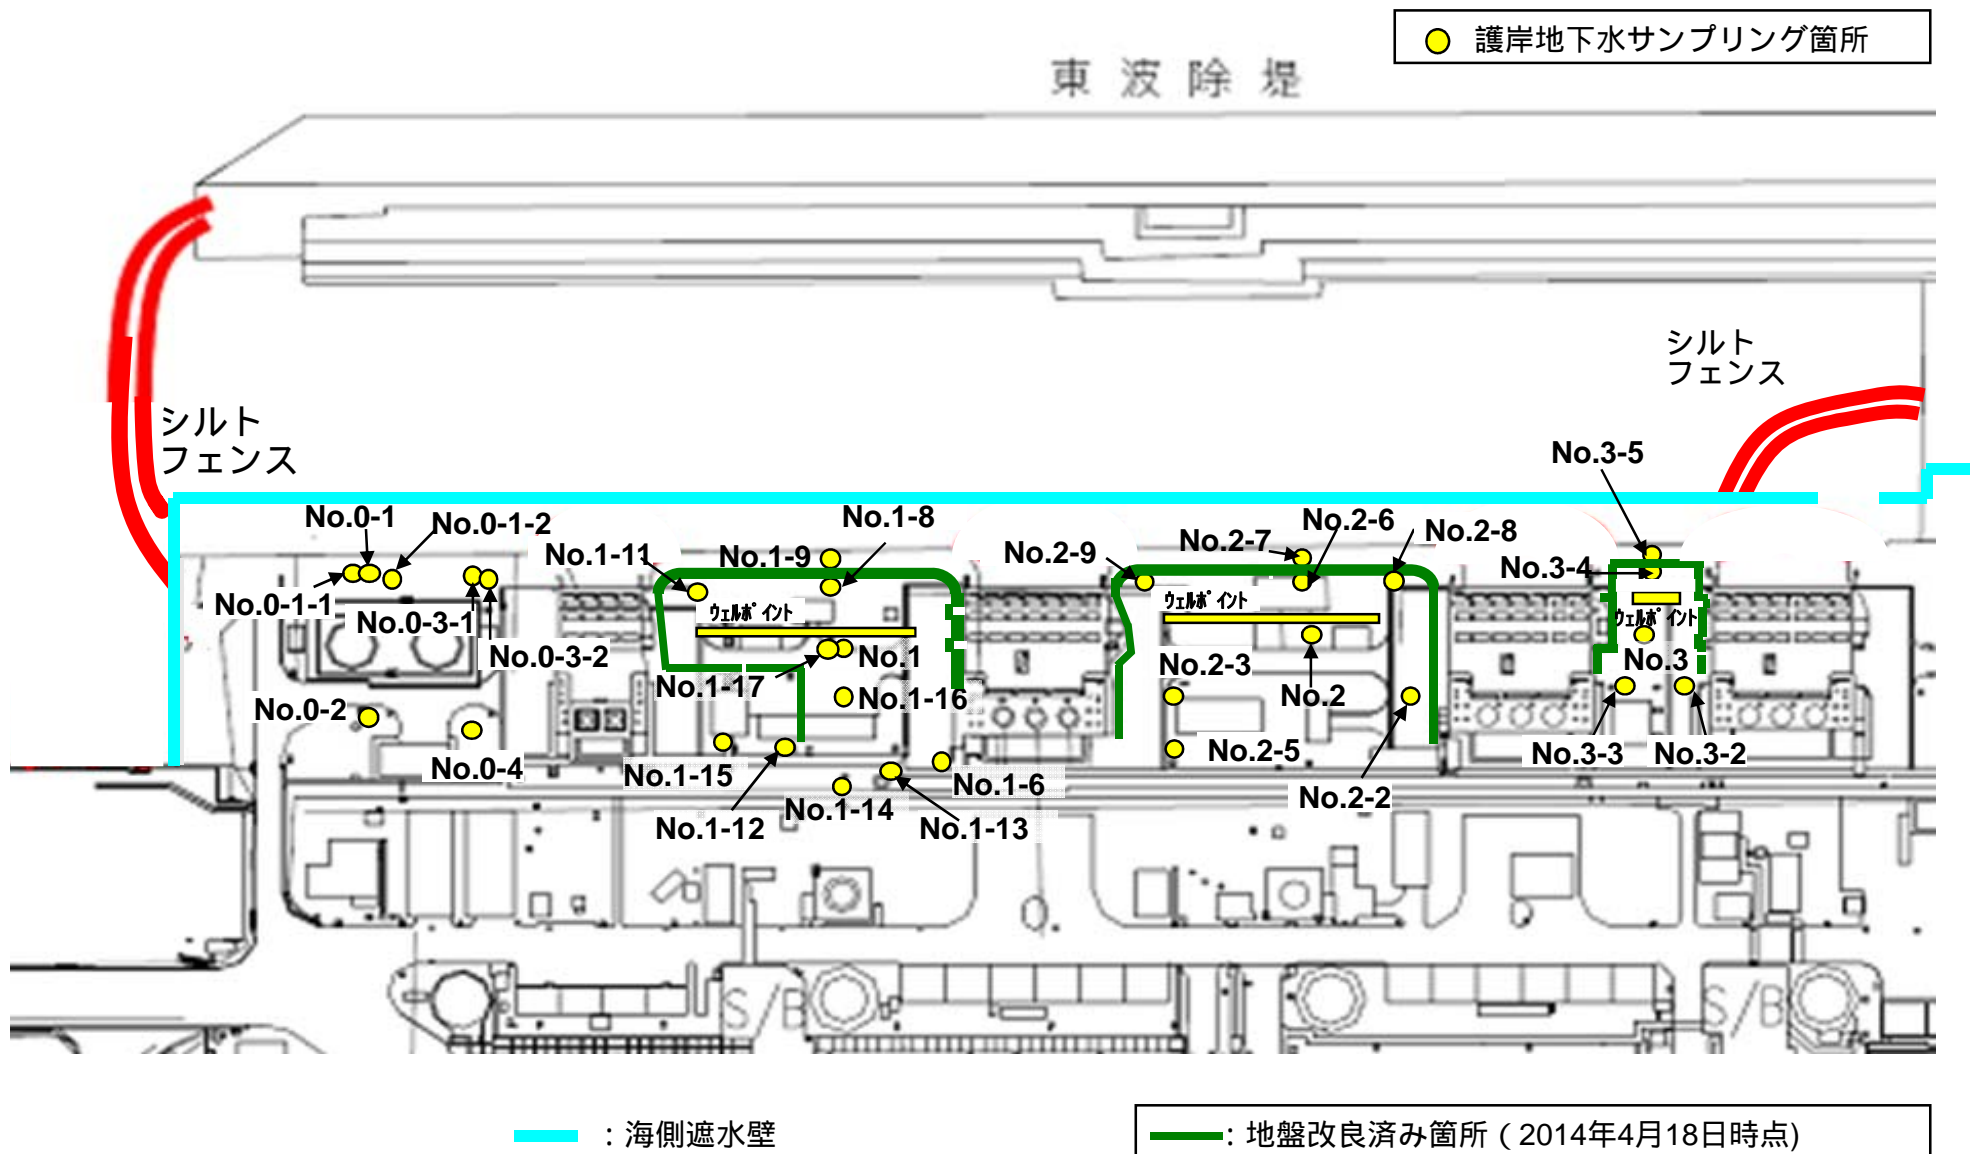 護岸地下水サンプリング箇所
東波除堤
シルト
フェンス
シルト
フェンス
No.3-5
No.0-1
No.0-1-2
No.1-8
No.2-6
No.2-8
No.1-11
No.1-9
No.2-9
No.2-7
No.3-4
No.0-1-1
No.0-3-1
ウェルポイント
ウェルポイント
ウェルポイント
No.0-3-2
No.1
No.1-17
No.1-16
No.2-3
No.2
No.3
No.0-2
No.0-4
No.1-15
No.1-6
No.2-5
No.2-2
No.3-3
No.3-2
No.1-12
No.1-14
No.1-13
S/B
S/B
：海側遮水壁
：地盤改良済み箇所（2014年4月18日時点)